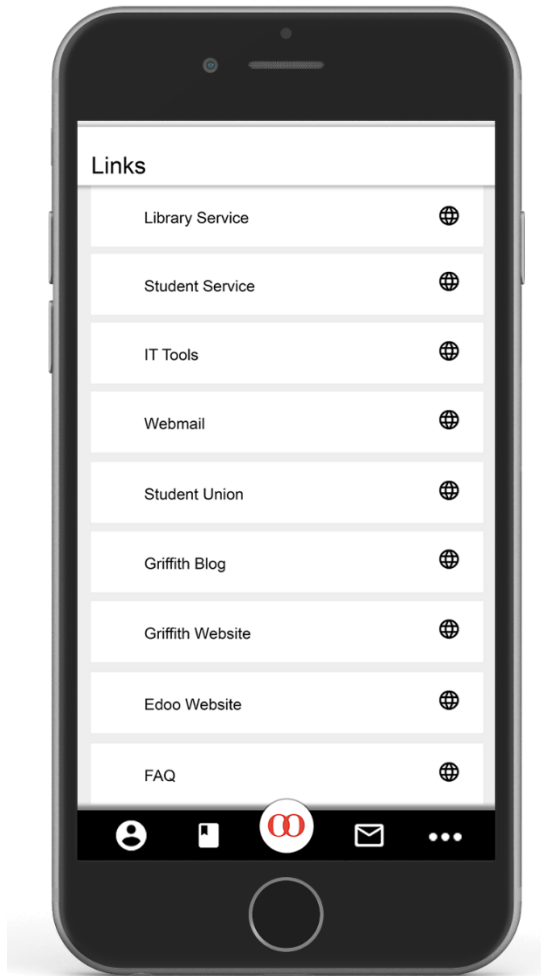 Links
Library Service
Student Service
IT Tools
Webmail
Student Union
Griffith Blog
Griffith Website
Edoo Website
FAQ